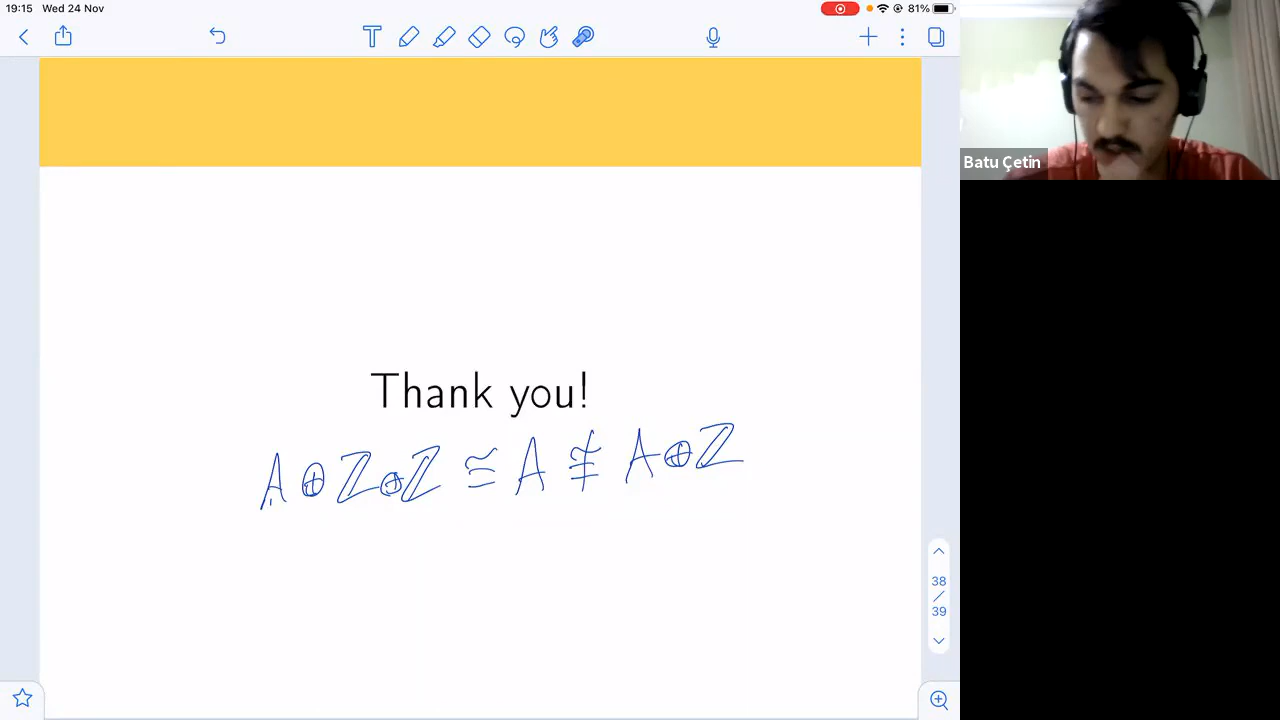 19:15 Wed 24 Nov 81%
T
Batu Çetin
Thank you!
A ⊕ ℤ ⊕ ℤ ≅ A ≇ A ⊕ ℤ
38
/
39